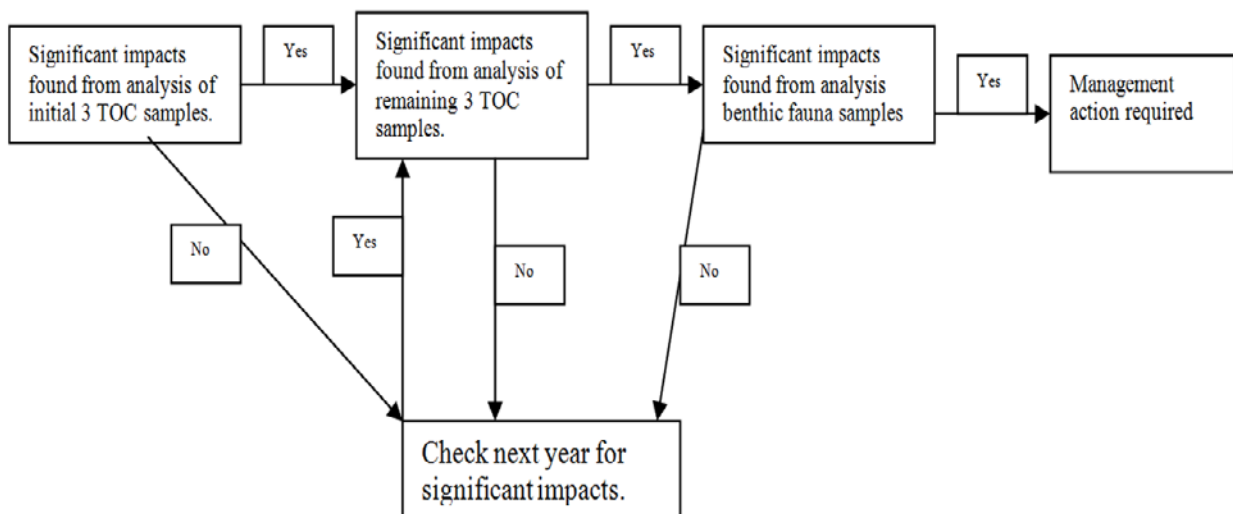 Significant impacts
found from analysis of
initial 3 TOC samples.
Yes
Significant impacts
found from analysis of
remaining 3 TOC
samples.
Yes
Significant impacts
found from analysis
benthic fauna samples
Yes
Management
action required
No
Yes
No
No
Check next year for
significant impacts.